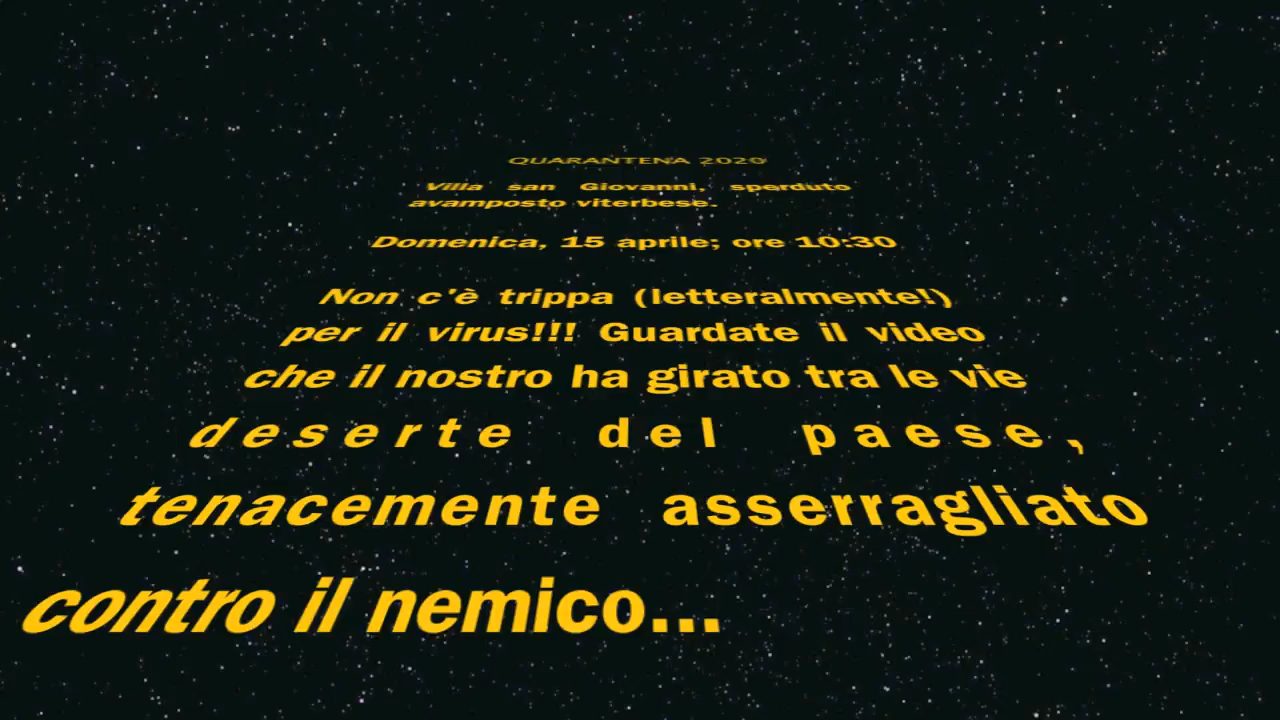 QUARANTENA 2020
Villa san Giovanni, sperduto
avamposto viterbese.
Domenica, 15 aprile; ore 10:30
Non c'è trippa (letteralmente!)
per il virus!!! Guardate il video
che il nostro ha girato tra le vie
deserte del paese,
tenacemente asserragliato
contro il nemico...